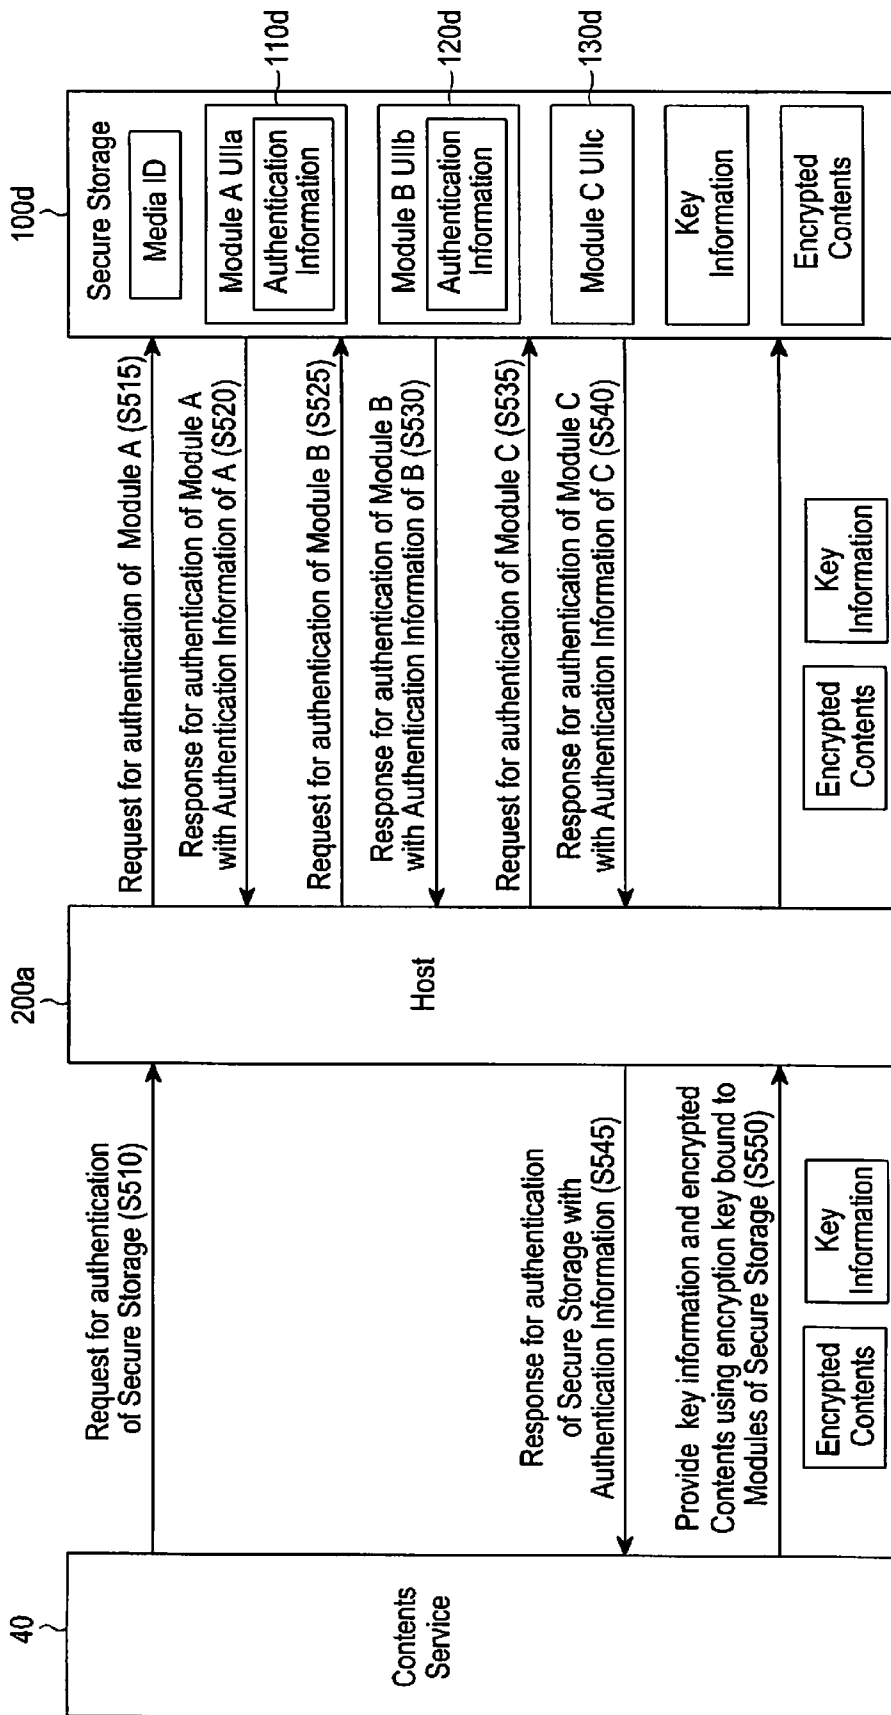 40
200a
100d
Contents
Service
Host
Secure Storage
Media ID
Module A UIIa
Authentication
Information
110d
Module B UIIb
Authentication
Information
120d
Module C UIIc
130d
Key
Information
Encrypted
Contents
Request for authentication
of Secure Storage (S510)
Request for authentication of Module A (S515)
Response for authentication of Module A
with Authentication Information of A (S520)
Request for authentication of Module B (S525)
Response for authentication of Module B
with Authentication Information of B (S530)
Request for authentication of Module C (S535)
Response for authentication of Module C
with Authentication Information of C (S540)
Response for authentication
of Secure Storage with
Authentication Information (S545)
Provide key information and encrypted
Contents using encryption key bound to
Modules of Secure Storage (S550)
Encrypted
Contents
Key
Information
Encrypted
Contents
Key
Information